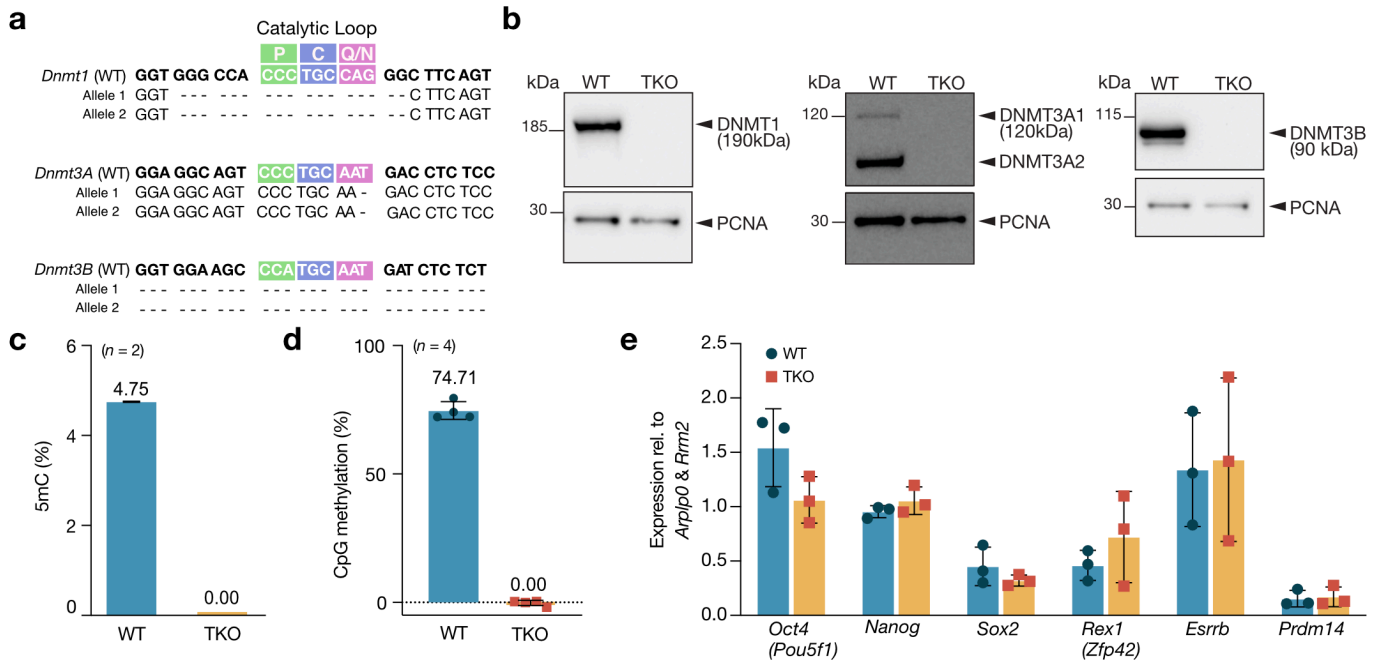 a
Catalytic Loop
P C Q/N
Dnmt1 (WT) GGT GGG CCA CCC TGC CAG GGC TTC AGT
Allele 1 GGT --- --- --- --- --- --C TTC AGT
Allele 2 GGT --- --- --- --- --- --C TTC AGT
Dnmt3A (WT) GGA GGC AGT CCC TGC AAT GAC CTC TCC
Allele 1 GGA GGC AGT CCC TGC AA - GAC CTC TCC
Allele 2 GGA GGC AGT CCC TGC AA - GAC CTC TCC
Dnmt3B (WT) GGT GGA AGC CCA TGC AAT GAT CTC TCT
Allele 1 --- --- --- --- --- --- --- --- ---
Allele 2 --- --- --- --- --- --- --- --- ---
b
kDa WT TKO
185
DNMT1
(190kDa)
30
PCNA
kDa WT TKO
120
DNMT3A1
(120kDa)
DNMT3A2
30
PCNA
kDa WT TKO
115
DNMT3B
(90 kDa)
30
PCNA
c
(n = 2)
5mC (%)
6
4
2
0
4.75
0.00
WT TKO
d
(n = 4)
CpG methylation (%)
100
50
0
74.71
0.00
WT TKO
e
WT
TKO
Expression rel. to
Arplp0 & Rrm2
2.5
2.0
1.5
1.0
0.5
0.0
Oct4 Nanog Sox2 Rex1 Esrrb Prdm14
(Pou5f1) (Zfp42)